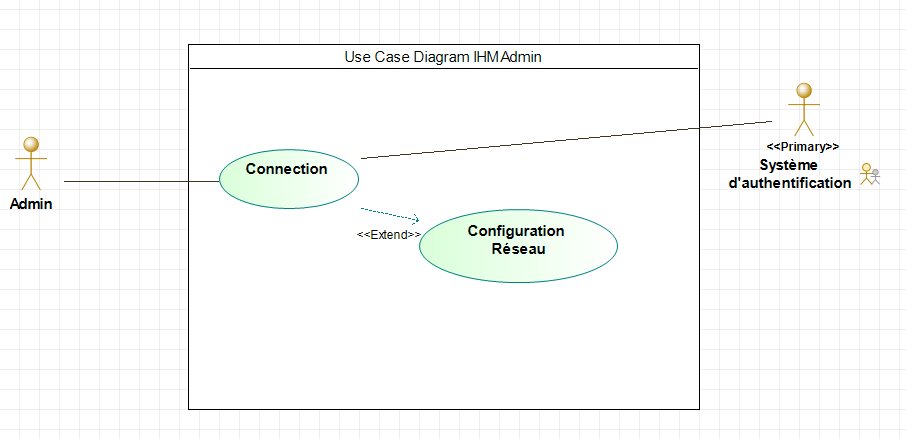 Use Case Diagram IHMAdmin
Admin
Connection
<<Extend>>
Configuration
Réseau
<<Primary>>
Système
d'authentification